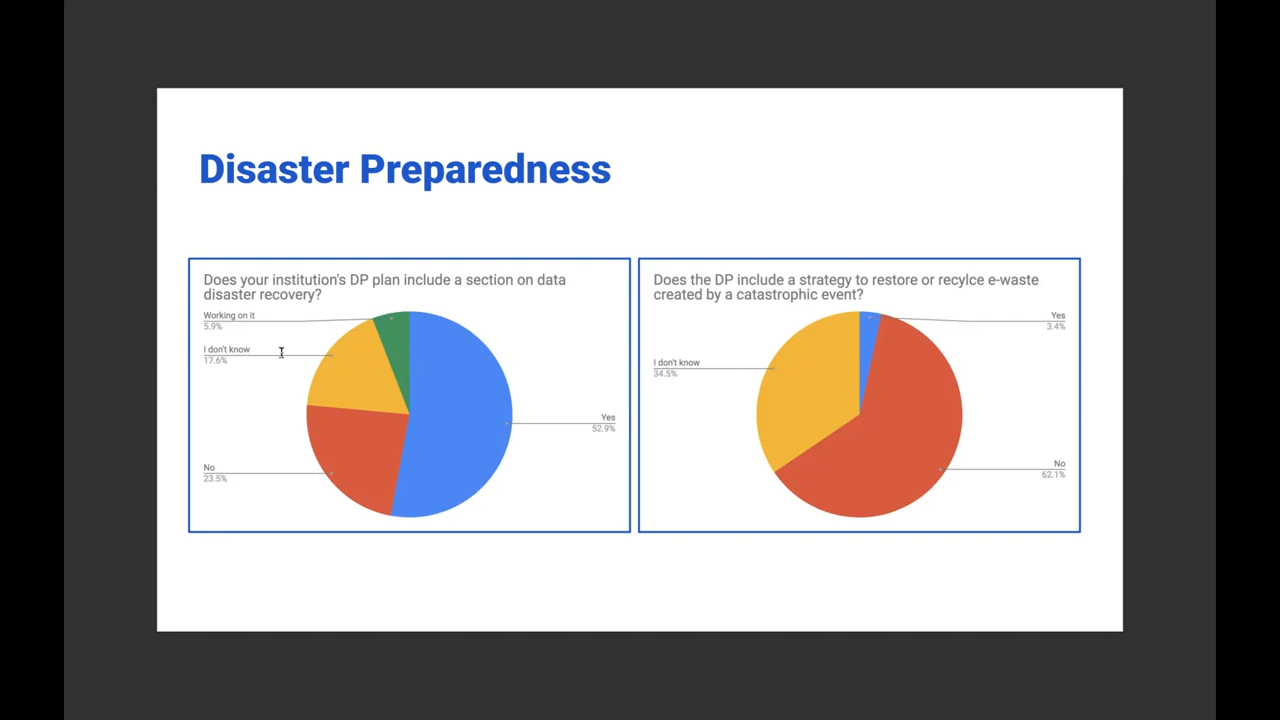 Disaster Preparedness
Does your institution's DP plan include a section on data
disaster recovery?
Working on it
5.9%
I don't know
17.6%
Yes
52.9%
No
23.5%
Does the DP include a strategy to restore or recylce e-waste
created by a catastrophic event?
Yes
3.4%
I don't know
34.5%
No
62.1%